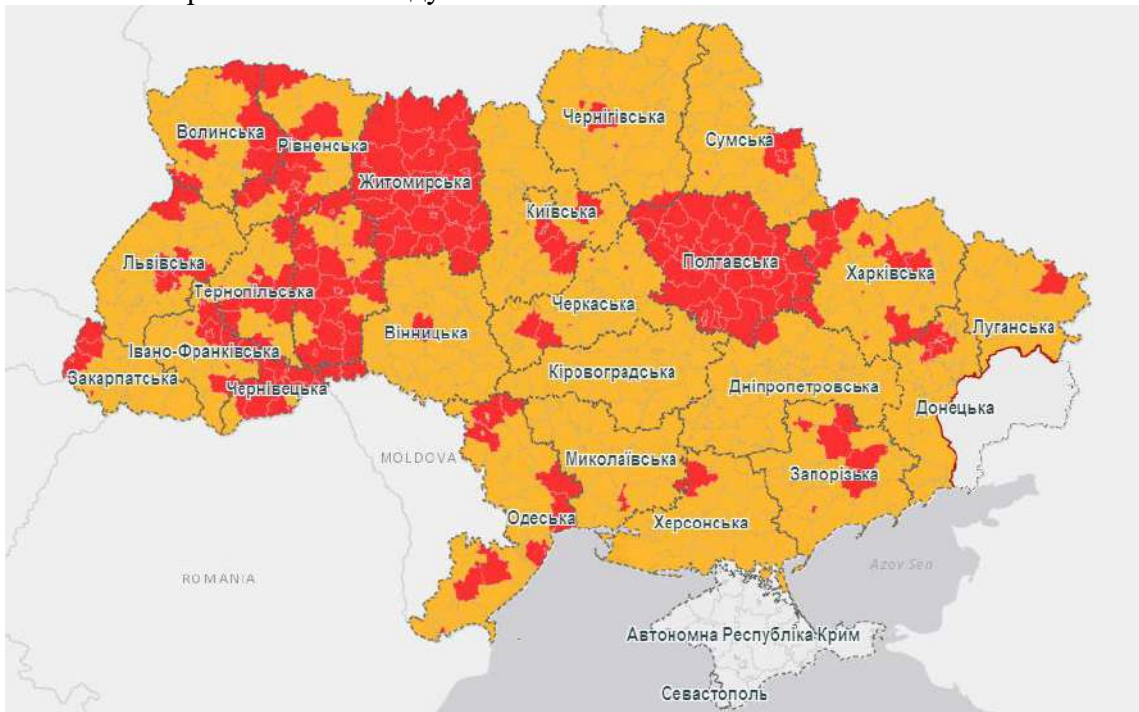 Волинська
Рівненська
Житомирська
Чернігівська
Сумська
Київська
Львівська
Тернопільська
Полтавська
Харківська
Черкаська
Вінницька
Луганська
Івано-Франківська
Закарпатська
Чернівецька
Кіровоградська
Дніпропетровська
Донецька
MOLDOVA
Миколаївська
Запорізька
Одеська
Херсонська
ROMANIA
Azov Sea
Автономна Республіка Крим
Севастополь